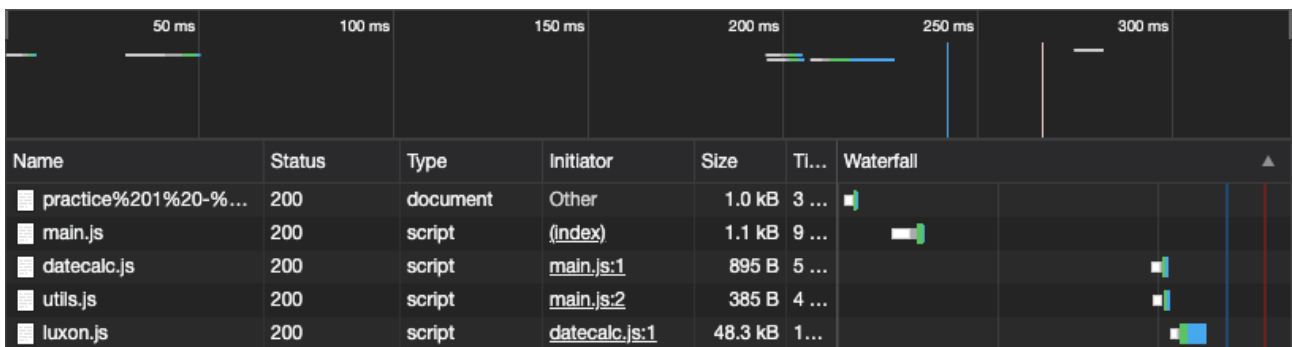 50 ms 100 ms 150 ms 200 ms 250 ms 300 ms
Name Status Type Initiator Size Ti... Waterfall ▲
practice%201%20-%... 200 document Other 1.0 kB 3 ...
main.js 200 script (index) 1.1 kB 9 ...
datecalc.js 200 script main.js:1 895 B 5 ...
utils.js 200 script main.js:2 385 B 4 ...
luxon.js 200 script datecalc.js:1 48.3 kB 1...